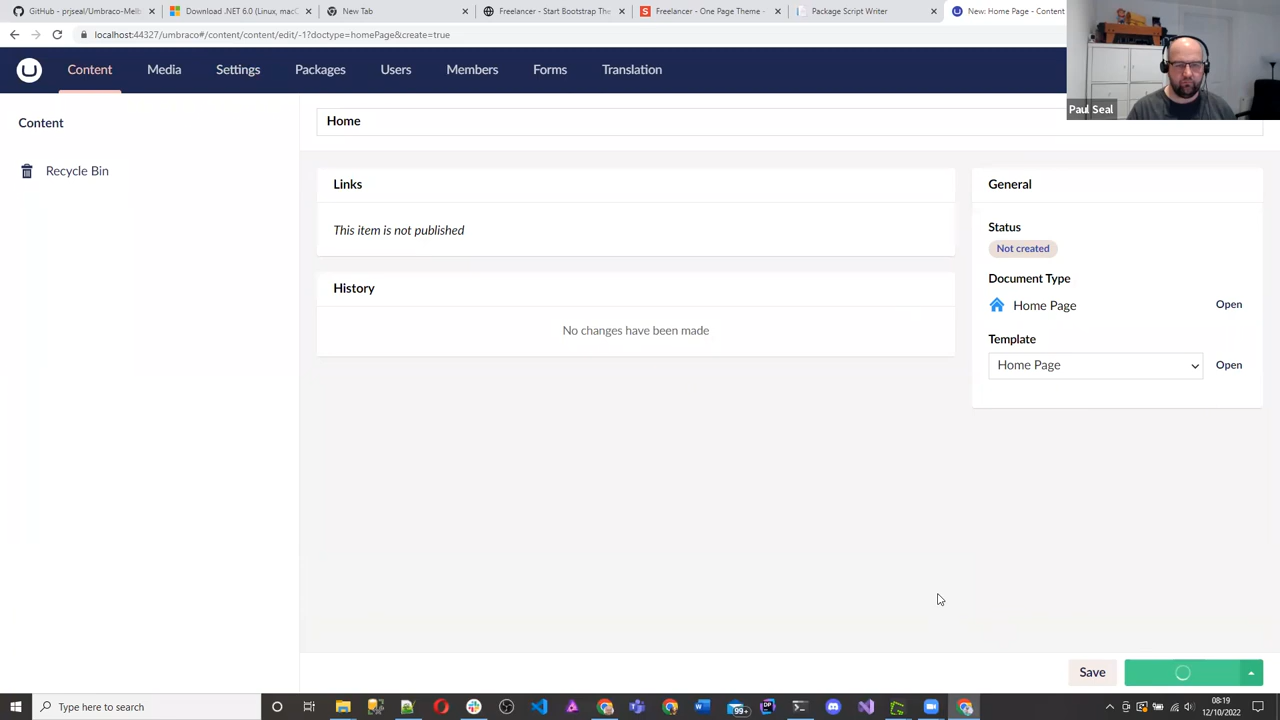 GitHub - prjseal/Umbraco-Melb
Download .NET 6.0 (Linux, macC
New Tab
Freelancer - Start Bootstrap The
Freelancer - One Page Theme -
Package Script Writer
New: Home Page - Content
localhost:44327/umbraco#/content/content/edit/-1?doctype=homePage&create=true
Content
Media
Settings
Packages
Users
Members
Forms
Translation
Paul Seal
Content
Recycle Bin
Home
Links
This item is not published
History
No changes have been made
General
Status
Not created
Document Type
Home Page
Open
Template
Home Page
Open
Save
Type here to search
99+
08:19
12/10/2022